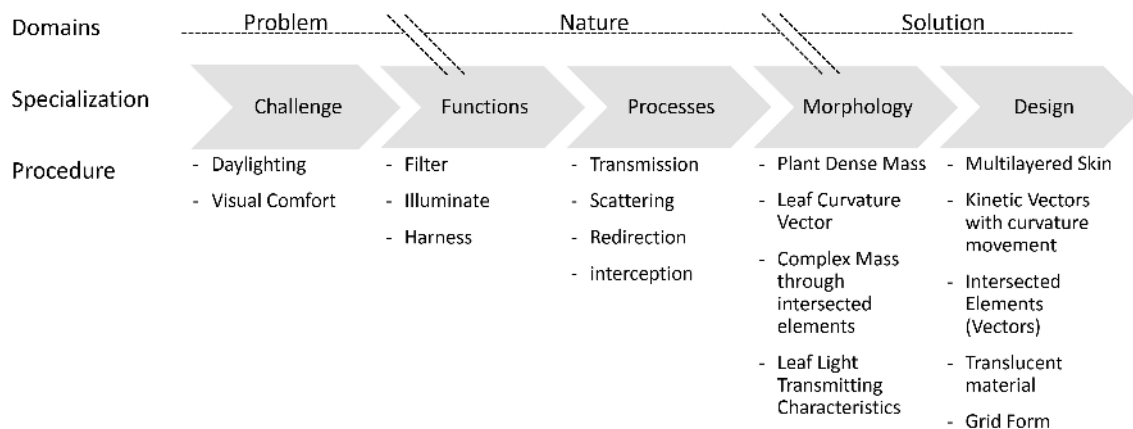 Domains
Problem
Nature
Solution
Specialization
Challenge
Functions
Processes
Morphology
Design
Procedure
- Daylighting
- Visual Comfort
- Filter
- Illuminate
- Harness
- Transmission
- Scattering
- Redirection
- interception
- Plant Dense Mass
- Leaf Curvature
Vector
- Complex Mass
through
intersected
elements
- Leaf Light
Transmitting
Characteristics
- Multilayered Skin
- Kinetic Vectors
with curvature
movement
- Intersected
Elements
(Vectors)
- Translucent
material
- Grid Form